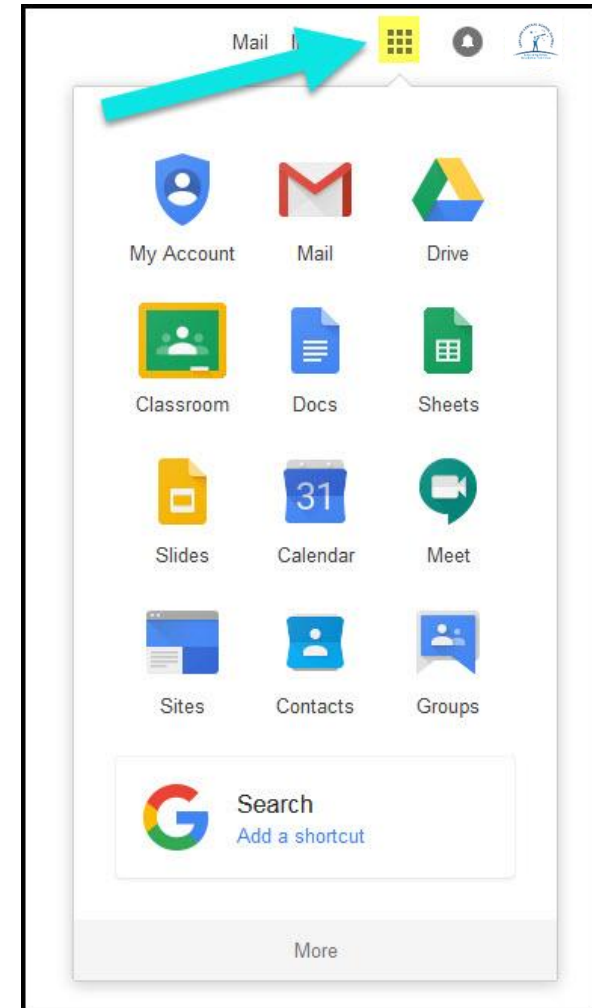 Mail
My Account Mail Drive
Classroom Docs Sheets
31
Slides Calendar Meet
Sites Contacts Groups
G
Search
Add a shortcut
More